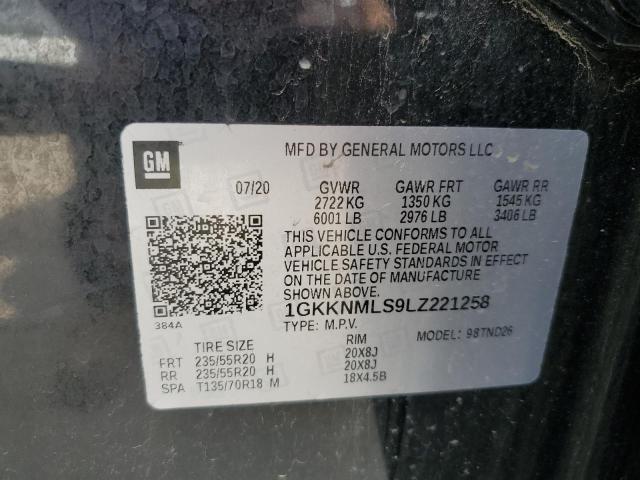 GM
MFD BY GENERAL MOTORS LLC
07/20 GVWR GAWR FRT GAWR RR
2722 KG 1350 KG 1545 KG
6001 LB 2976 LB 3406 LB
THIS VEHICLE CONFORMS TO ALL
APPLICABLE U.S. FEDERAL MOTOR
VEHICLE SAFETY STANDARDS IN EFFECT
ON THE DATE OF MANUFACTURE
SHOWN ABOVE.
1GKKNMLS9LZ221258
384A
TYPE: M.P.V. MODEL: 98TND26
TIRE SIZE RIM
FRT 235/55R20 H 20X8J
RR 235/55R20 H 20X8J
SPA T135/70R18 M 18X4.5B